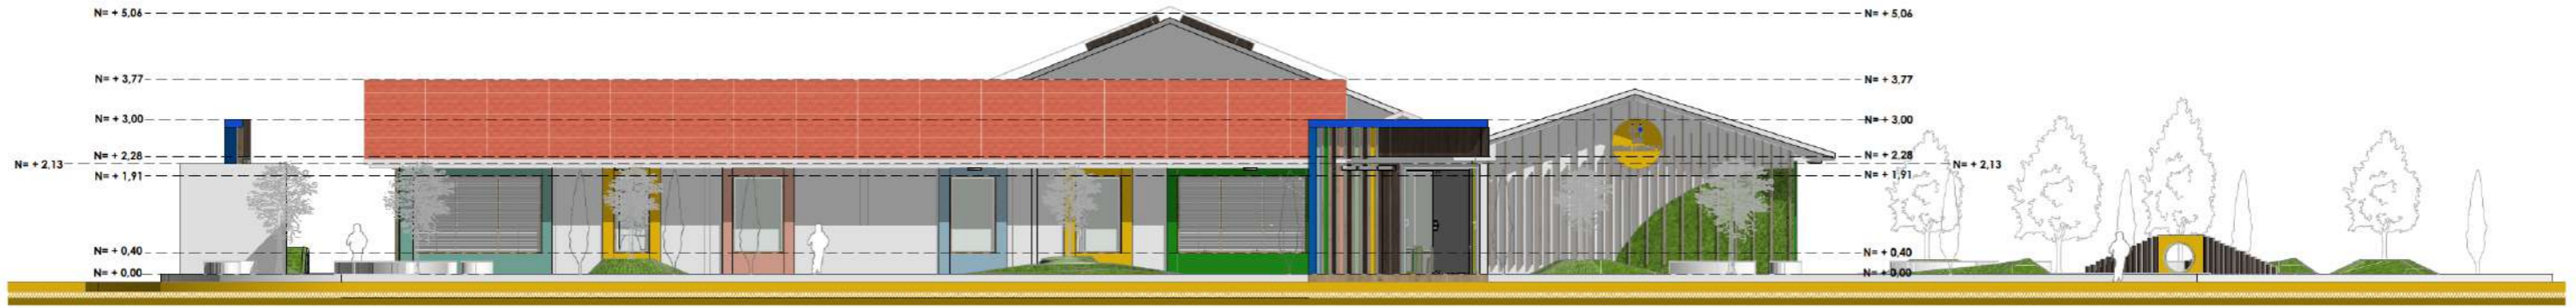 N= + 5,06
N= + 5,06
N= + 3,77
N= + 3,77
N= + 3,00
N= + 3,00
N= + 2,28
N= + 2,28
N= + 2,13
N= + 2,13
N= + 1,91
N= + 1,91
N= + 0,40
N= + 0,40
N= + 0,00
N= + 0,00